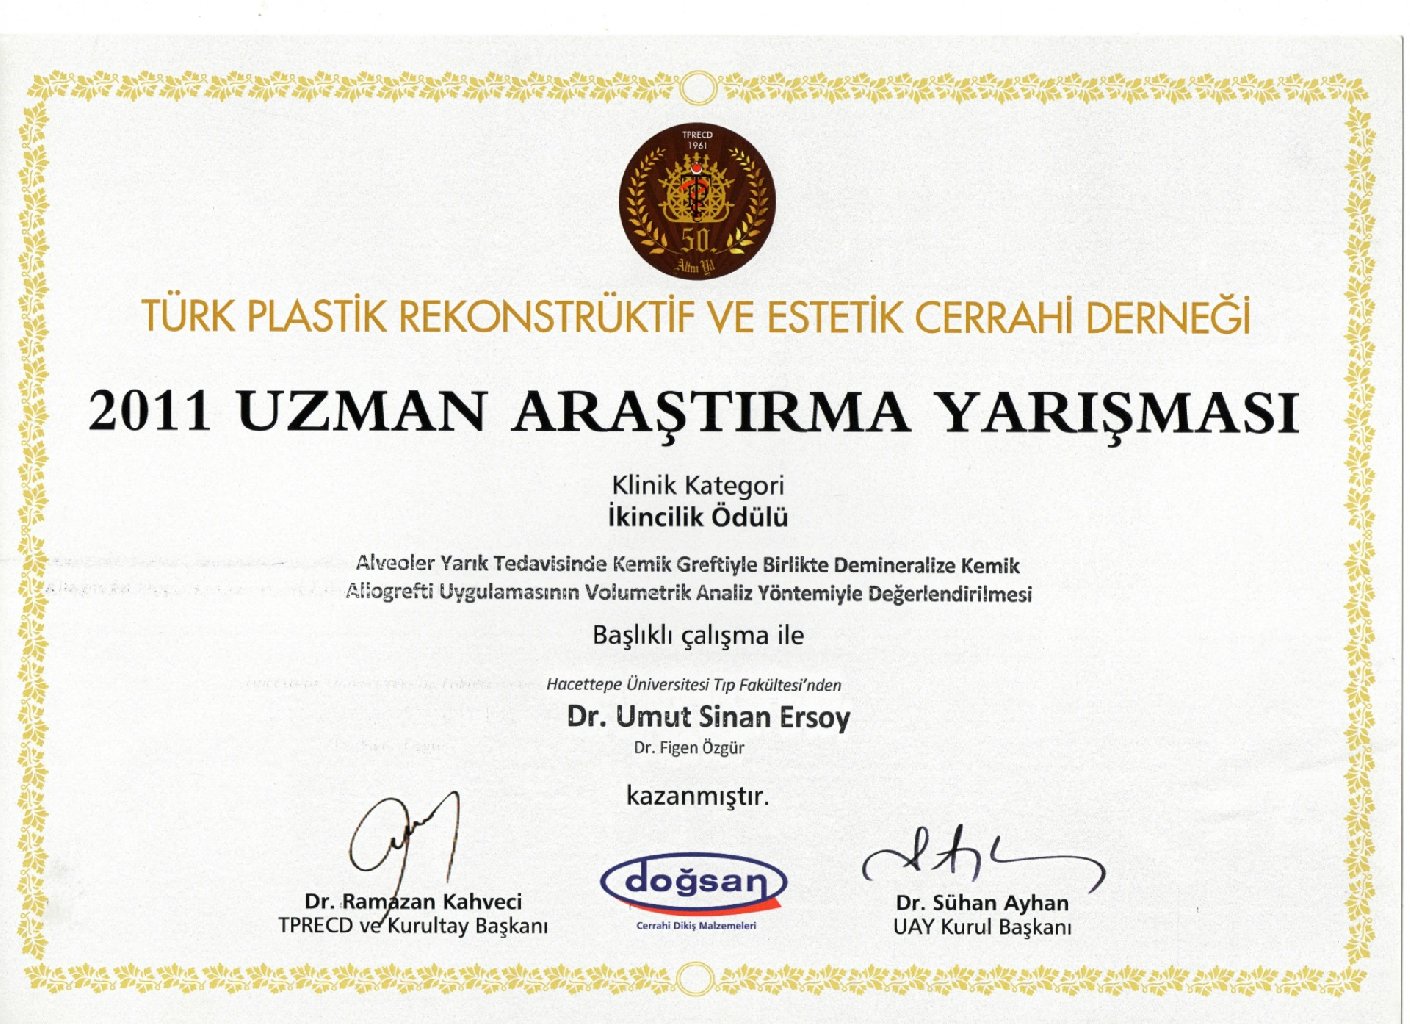 TPRECD
1961
50.
Altın Yıl
TÜRK PLASTİK REKONSTRÜKTİF VE ESTETİK CERRAHİ DERNEĞİ
2011 UZMAN ARAŞTIRMA YARIŞMASI
Klinik Kategori
İkincilik Ödülü
Alveoler Yarık Tedavisinde Kemik Greftiyle Birlikte Demineralize Kemik
Allogrefti Uygulamasının Volumetrik Analiz Yöntemiyle Değerlendirilmesi
Başlıklı çalışma ile
Hacettepe Üniversitesi Tıp Fakültesi'nden
Dr. Umut Sinan Ersoy
Dr. Figen Özgür
kazanmıştır.
Dr. Ramazan Kahveci
TPRECD ve Kurultay Başkanı
doğsan
Cerrahi Dikiş Malzemeleri
Dr. Sühan Ayhan
UAY Kurul Başkanı